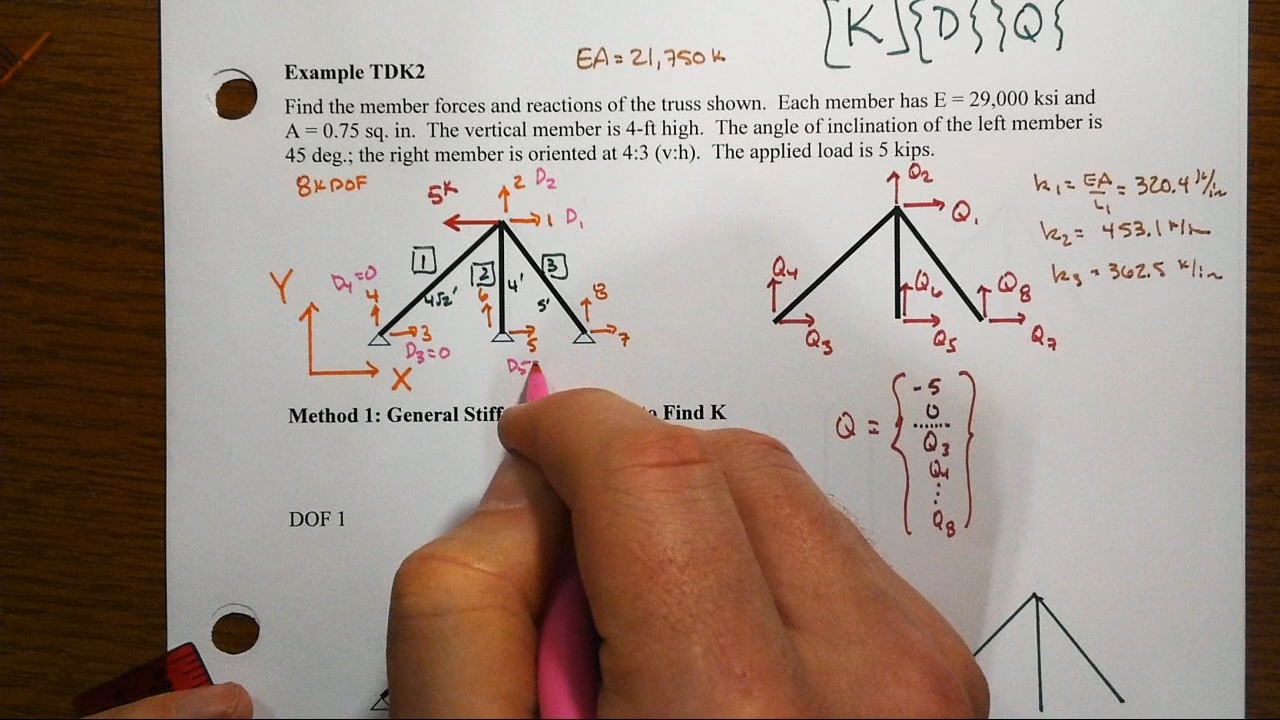 [K]{D}}Q}
EA = 21,750 k
Example TDK2
Find the member forces and reactions of the truss shown. Each member has E = 29,000 ksi and
A = 0.75 sq. in. The vertical member is 4-ft high. The angle of inclination of the left member is
45 deg.; the right member is oriented at 4:3 (v:h). The applied load is 5 kips.
8 K DOF
5K
2 D2
1 D1
1
2
3
4√2'
4'
5'
D4=0
4
3
D3=0
6
5
D5=
8
7
Y
X
Q2
Q1
Q4
Q3
Q6
Q5
Q8
Q7
k1 = EA/L1 = 320.4 k/in
k2 = 453.1 k/in
k3 = 362.5 k/in
Method 1: General Stiff
o Find K
Q = { -5
0
Q3
Q4
⋮
Q8 }
DOF 1